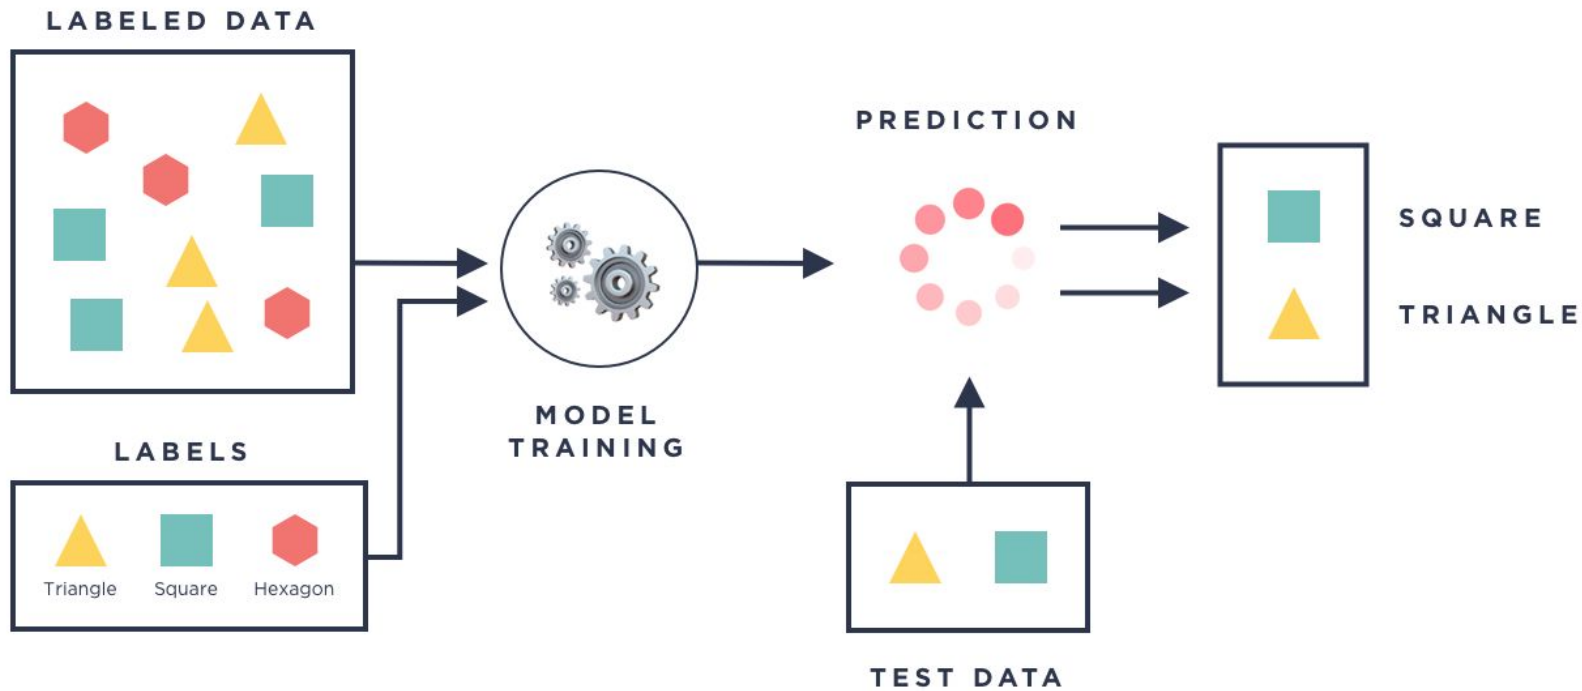 LABELED DATA
LABELS
Triangle
Square
Hexagon
MODEL
TRAINING
PREDICTION
TEST DATA
SQUARE
TRIANGLE